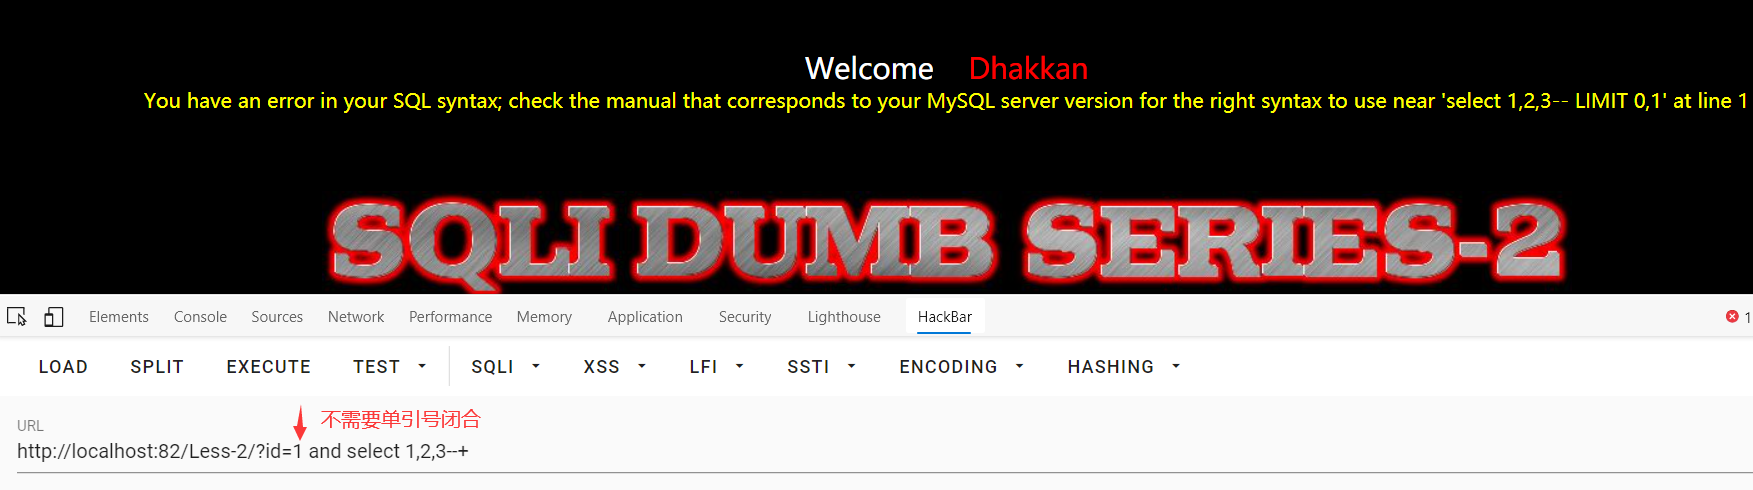 Welcome Dhakkan
You have an error in your SQL syntax; check the manual that corresponds to your MySQL server version for the right syntax to use near 'select 1,2,3-- LIMIT 0,1' at line 1
SQLI DUMB SERIES-2
Elements Console Sources Network Performance Memory Application Security Lighthouse HackBar 1
LOAD SPLIT EXECUTE TEST SQLI XSS LFI SSTI ENCODING HASHING
不需要单引号闭合
URL
http://localhost:82/Less-2/?id=1 and select 1,2,3--+